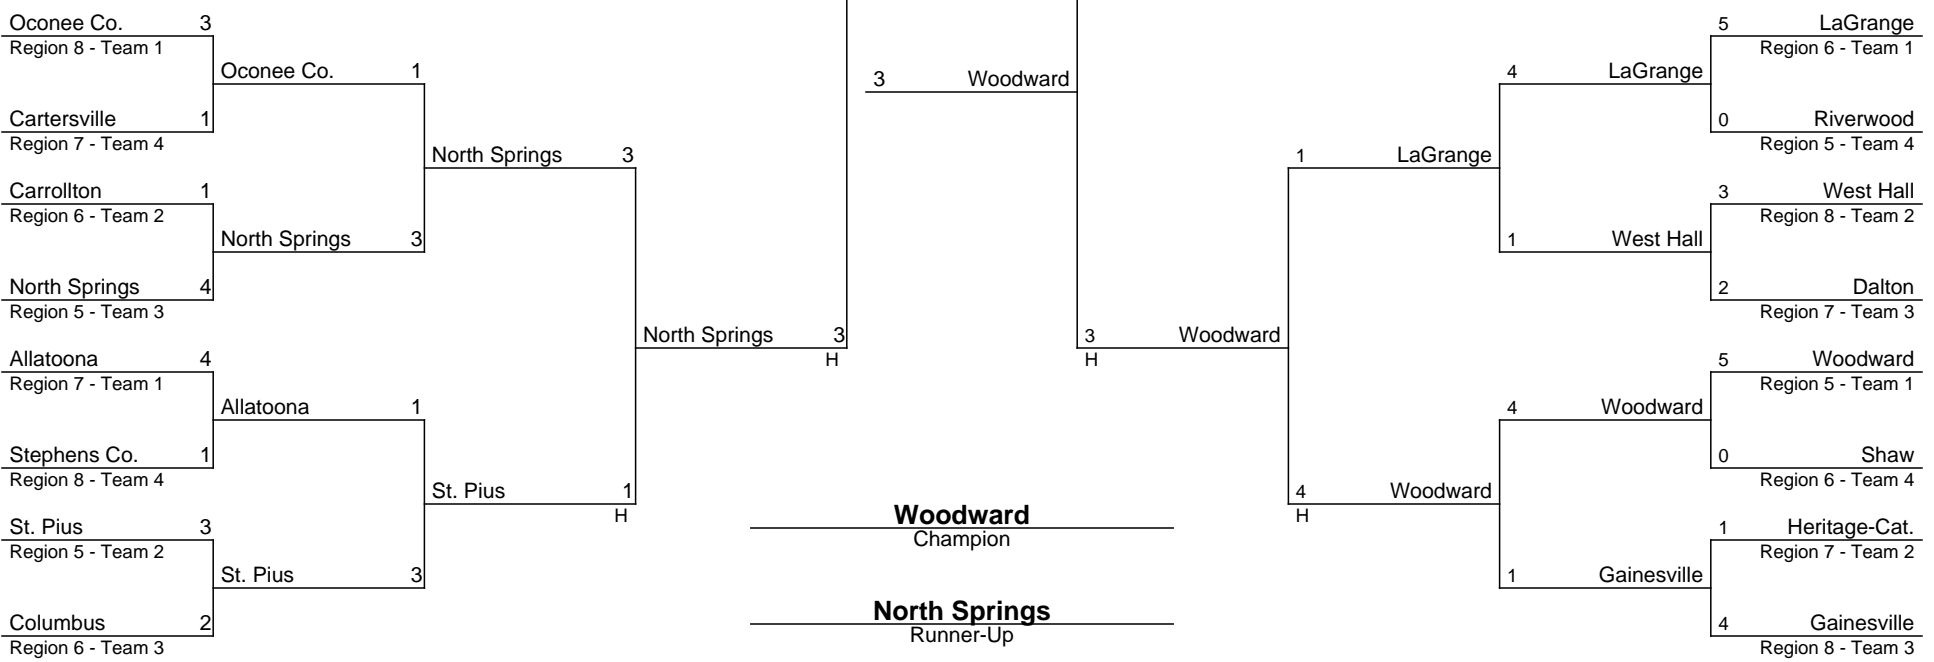 Oconee Co. 3
Region 8 - Team 1
Oconee Co. 1
Cartersville 1
Region 7 - Team 4
North Springs 3
Carrollton 1
Region 6 - Team 2
North Springs 3
North Springs 4
Region 5 - Team 3
North Springs 3
H
Allatoona 4
Region 7 - Team 1
Allatoona 1
Stephens Co. 1
Region 8 - Team 4
St. Pius 1
H
St. Pius 3
Region 5 - Team 2
St. Pius 3
Columbus 2
Region 6 - Team 3
3 Woodward
3 Woodward
H
Woodward
Champion
North Springs
Runner-Up
5 LaGrange
Region 6 - Team 1
4 LaGrange
0 Riverwood
Region 5 - Team 4
1 LaGrange
3 West Hall
Region 8 - Team 2
1 West Hall
2 Dalton
Region 7 - Team 3
5 Woodward
Region 5 - Team 1
4 Woodward
0 Shaw
Region 6 - Team 4
4 Woodward
H
1 Heritage-Cat.
Region 7 - Team 2
1 Gainesville
4 Gainesville
Region 8 - Team 3